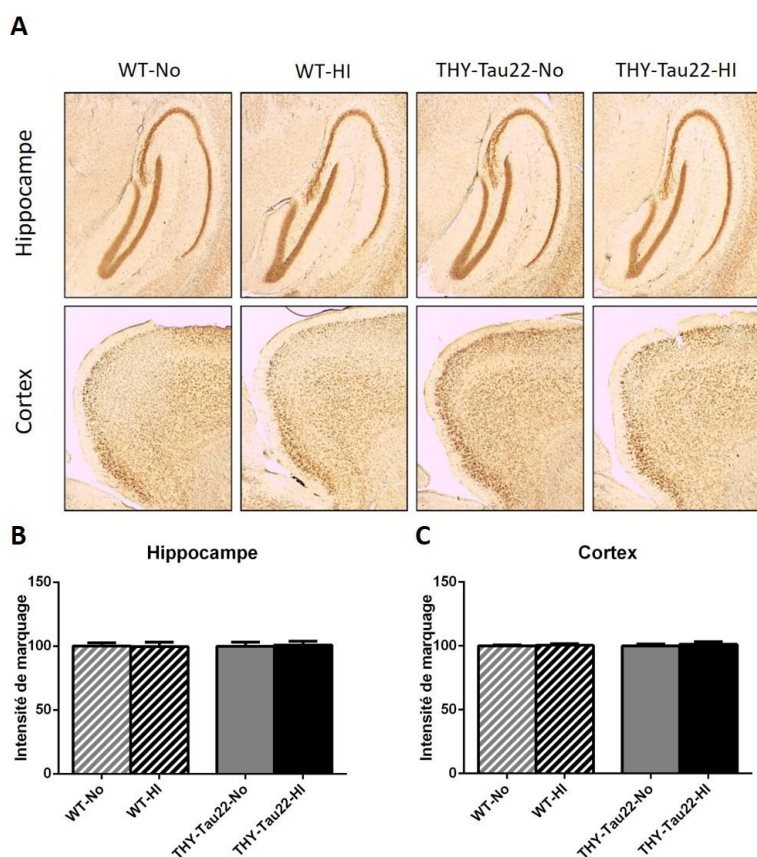 A
WT-No WT-HI THY-Tau22-No THY-Tau22-HI
Hippocampe
Cortex
B
Hippocampe
Intensité de marquage
150
100
50
0
WT-No
WT-HI
THY-Tau22-No
THY-Tau22-HI
C
Cortex
Intensité de marquage
150
100
50
0
WT-No
WT-HI
THY-Tau22-No
THY-Tau22-HI